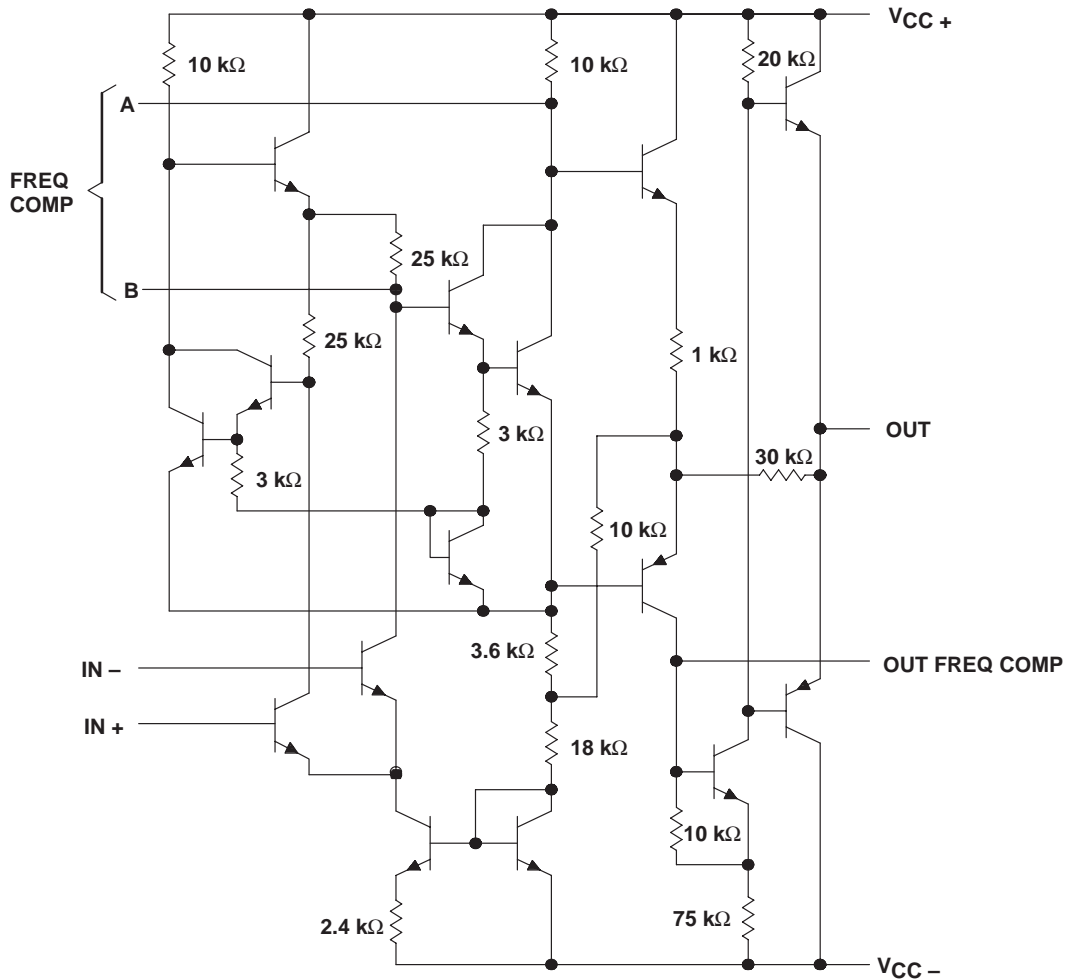 VCC +
10 kΩ
10 kΩ
20 kΩ
A
FREQ
COMP
25 kΩ
B
25 kΩ
1 kΩ
OUT
3 kΩ
30 kΩ
3 kΩ
10 kΩ
3.6 kΩ
OUT FREQ COMP
IN –
IN +
18 kΩ
10 kΩ
2.4 kΩ
75 kΩ
VCC –